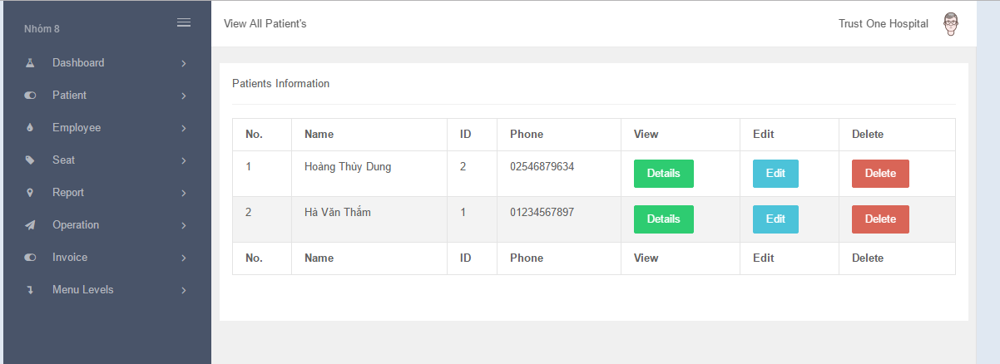 Nhóm 8
View All Patient's
Trust One Hospital
Dashboard
Patient
Employee
Seat
Report
Operation
Invoice
Menu Levels
Patients Information
No. Name ID Phone View Edit Delete
1 Hoàng Thùy Dung 2 02546879634 Details Edit Delete
2 Hà Văn Thắm 1 01234567897 Details Edit Delete
No. Name ID Phone View Edit Delete